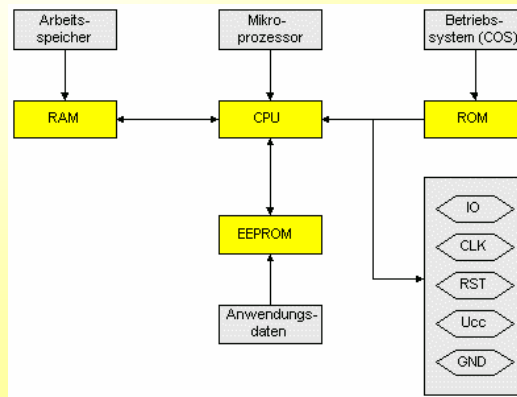 Arbeits-
speicher
Mikro-
prozessor
Betriebs-
system (COS)
RAM
CPU
ROM
EEPROM
Anwendungs-
daten
IO
CLK
RST
Ucc
GND